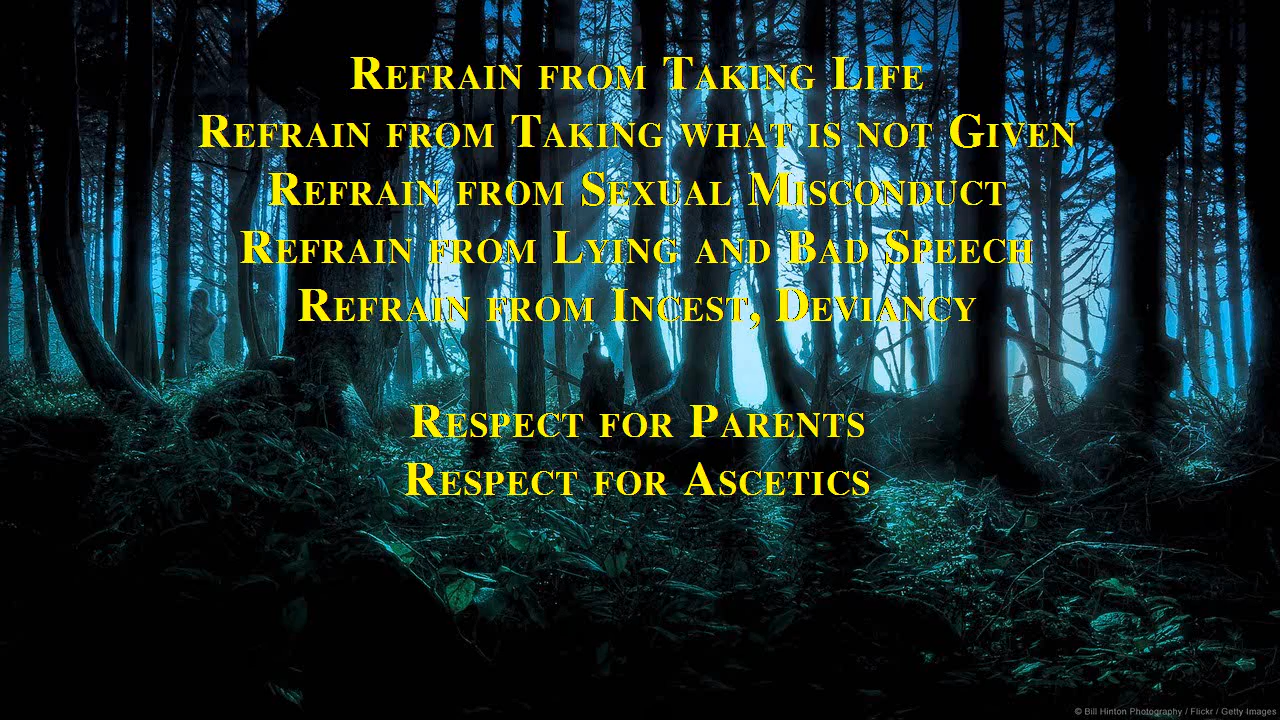 Refrain from Taking Life
Refrain from Taking what is not Given
Refrain from Sexual Misconduct
Refrain from Lying and Bad Speech
Refrain from Incest, Deviancy
Respect for Parents
Respect for Ascetics
© Bill Hinton Photography / Flickr / Getty Images